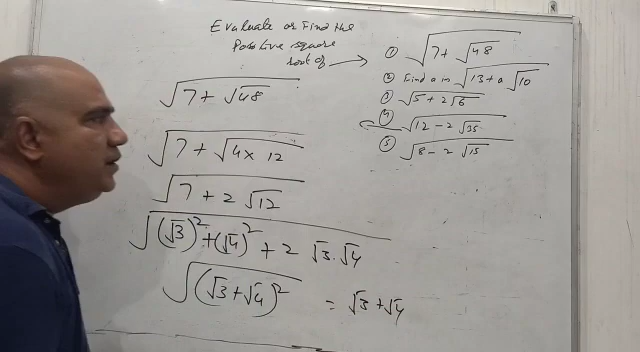 Evaluate or Find the
Positive square
root of →
① √(7 + √48)
② Find a in √(13 + a √10)
③ √(5 + 2√6)
④ √(12 − 2√35)
⑤ √(8 − 2√15)
√(7 + √48)
√(7 + √(4 × 12))
√(7 + 2√12)
√((√3)² + (√4)² + 2 √3·√4)
√((√3 + √4)²) = √3 + √4